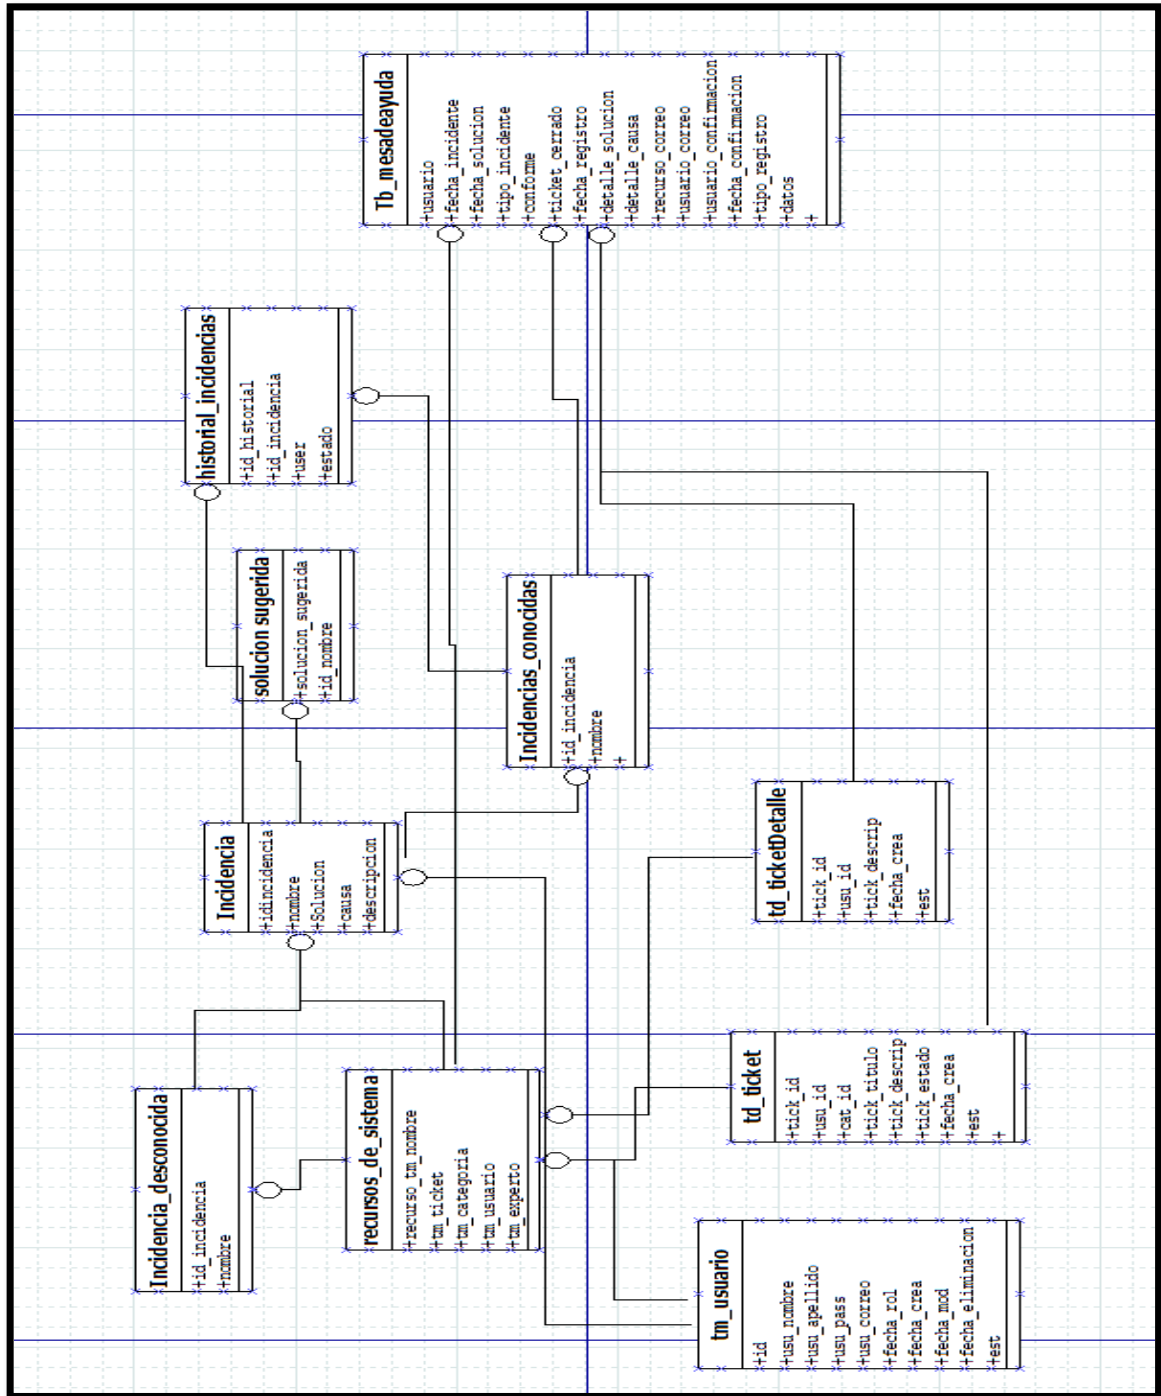 Incidencia_desconocida
+id_incidencia
+nombre
recursos_de_sistema
+recurso_tm_nombre
+tm_ticket
+tm_categoria
+tm_usuario
+tm_experto
tm_usuario
+id
+usu_nombre
+usu_apellido
+usu_pass
+usu_correo
+fecha_rol
+fecha_crea
+fecha_mod
+fecha_eliminacion
+est
Incidencia
+idincidencia
+nombre
+Solucion
+causa
+descripcion
td_ticket
+tick_id
+usu_id
+cat_id
+tick_titulo
+tick_descrip
+tick_estado
+fecha_crea
+est
+
td_ticketDetalle
+tick_id
+usu_id
+tick_descrip
+fecha_crea
+est
solucion sugerida
+solucion_sugerida
+id_nombre
Incidencias_conocidas
+id_incidencia
+nombre
+
historial_incidencias
+id_historial
+id_incidencia
+user
+estado
Tb_mesadeayuda
+usuario
+fecha_incidente
+fecha_solucion
+tipo_incidente
+conforme
+ticket_cerrado
+fecha_registro
+detalle_solucion
+detalle_causa
+recurso_correo
+usuario_correo
+usuario_confirmacion
+fecha_confirmacion
+tipo_registro
+datos
+